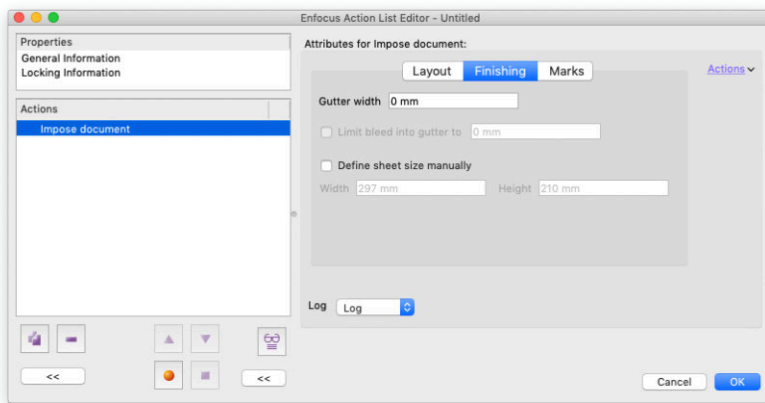 Enfocus Action List Editor - Untitled
Properties
General Information
Locking Information
Actions
Impose document
<<
<<
Attributes for Impose document:
Layout Finishing Marks
Actions
Gutter width 0 mm
Limit bleed into gutter to 0 mm
Define sheet size manually
Width 297 mm Height 210 mm
Log Log
Cancel OK